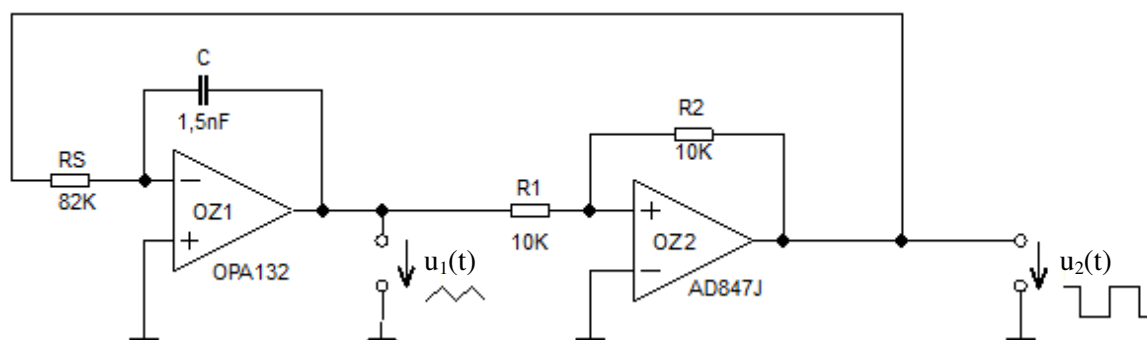 C
1,5nF
RS
82K
OZ1
OPA132
u1(t)
R1
10K
R2
10K
OZ2
AD847J
u2(t)